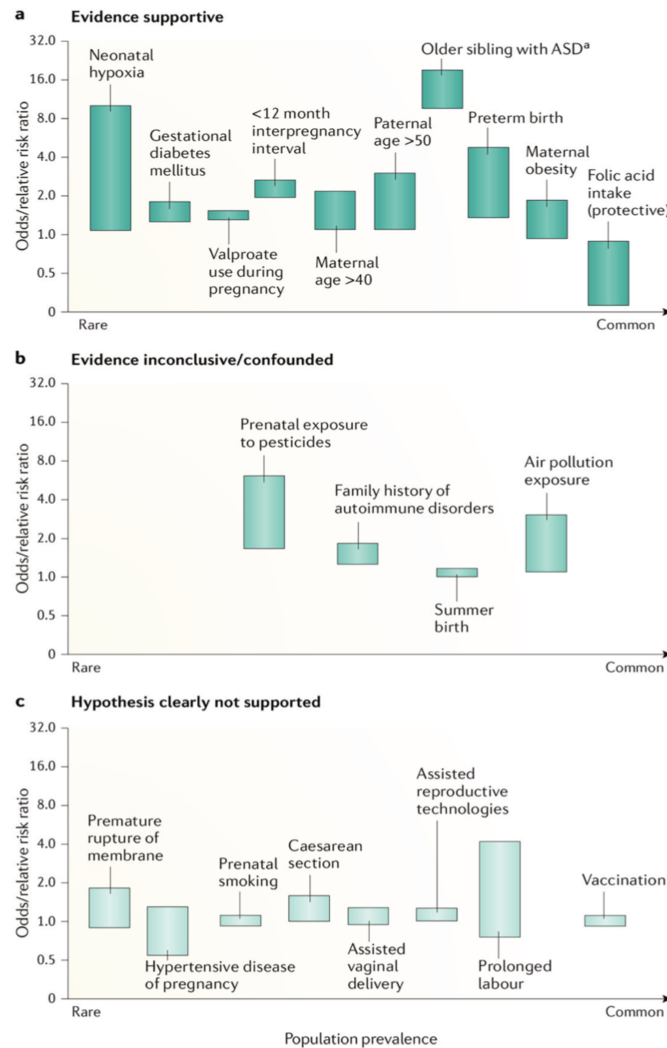 a Evidence supportive
32.0
16.0
8.0
4.0
2.0
1.0
0.5
0
Odds/relative risk ratio
Neonatal
hypoxia
Gestational
diabetes
mellitus
Valproate
use during
pregnancy
<12 month
interpregnancy
interval
Maternal
age >40
Paternal
age >50
Older sibling with ASDa
Preterm birth
Maternal
obesity
Folic acid
intake
(protective)
Rare
Common
b Evidence inconclusive/confounded
32.0
16.0
8.0
4.0
2.0
1.0
0.5
0
Odds/relative risk ratio
Prenatal exposure
to pesticides
Family history of
autoimmune disorders
Summer
birth
Air pollution
exposure
Rare
Common
c Hypothesis clearly not supported
32.0
16.0
8.0
4.0
2.0
1.0
0.5
0
Odds/relative risk ratio
Premature
rupture of
membrane
Hypertensive disease
of pregnancy
Prenatal
smoking
Caesarean
section
Assisted
vaginal
delivery
Assisted
reproductive
technologies
Prolonged
labour
Vaccination
Rare
Common
Population prevalence